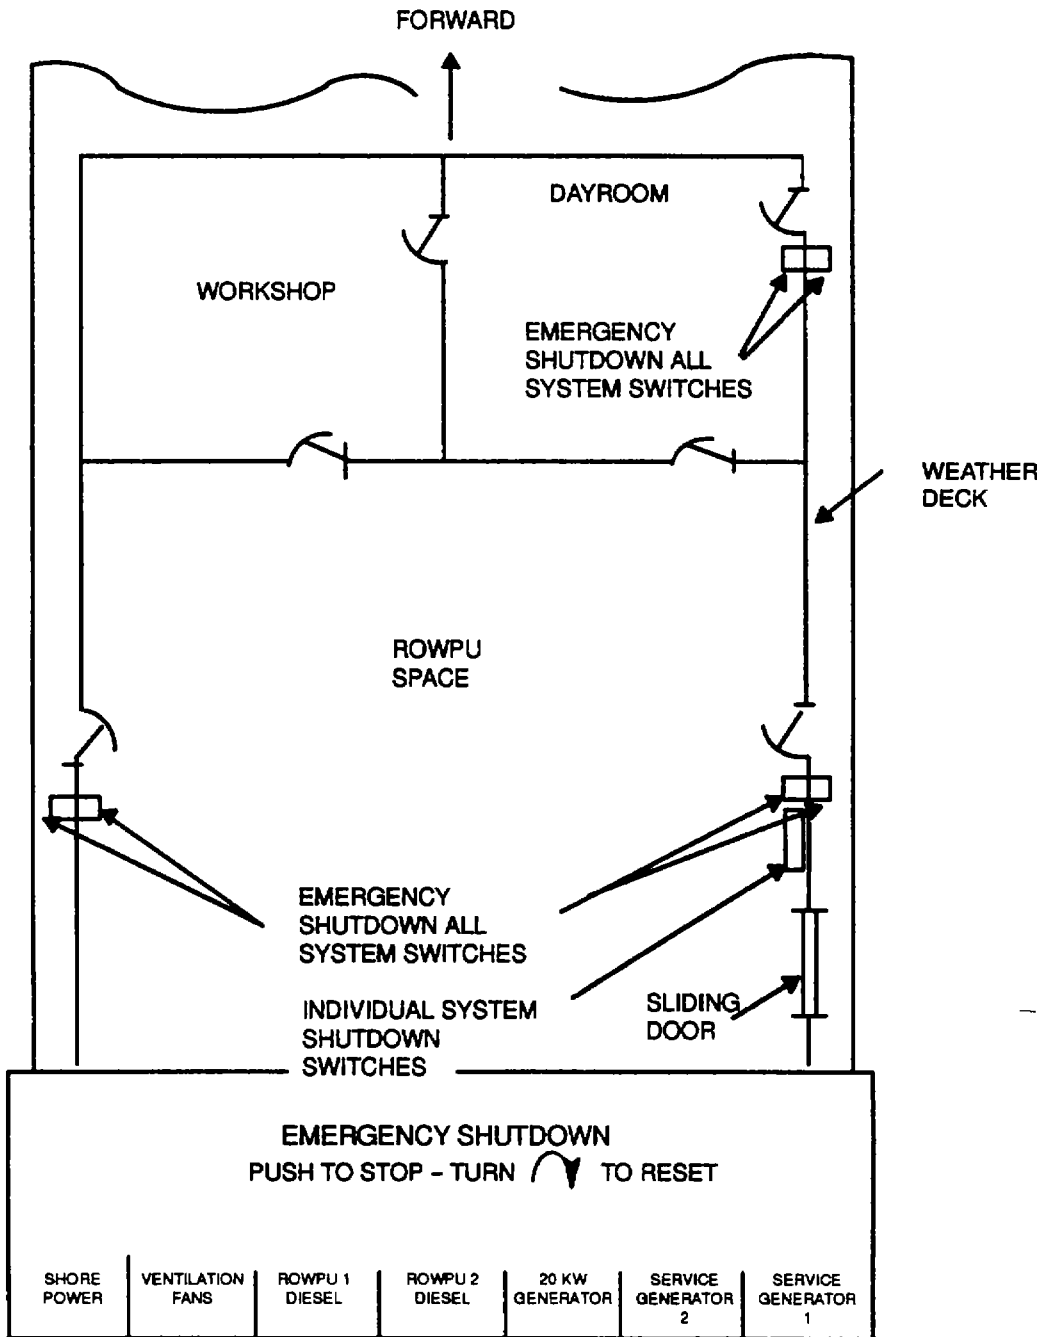 FORWARD
DAYROOM
WORKSHOP
EMERGENCY
SHUTDOWN ALL
SYSTEM SWITCHES
WEATHER
DECK
ROWPU
SPACE
EMERGENCY
SHUTDOWN ALL
SYSTEM SWITCHES
INDIVIDUAL SYSTEM
SHUTDOWN
SWITCHES
SLIDING
DOOR
EMERGENCY SHUTDOWN
PUSH TO STOP – TURN TO RESET
SHORE
POWER
VENTILATION
FANS
ROWPU 1
DIESEL
ROWPU 2
DIESEL
20 KW
GENERATOR
SERVICE
GENERATOR
2
SERVICE
GENERATOR
1